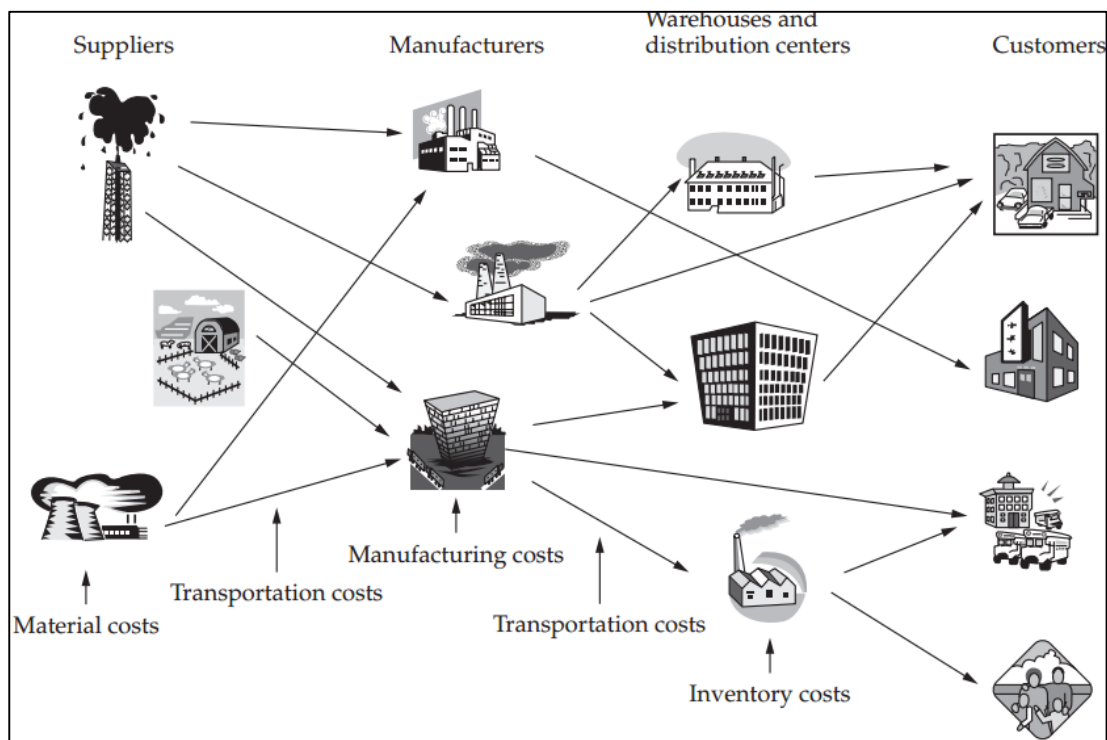 Suppliers
Manufacturers
Warehouses and
distribution centers
Customers
Material costs
Transportation costs
Manufacturing costs
Transportation costs
Inventory costs